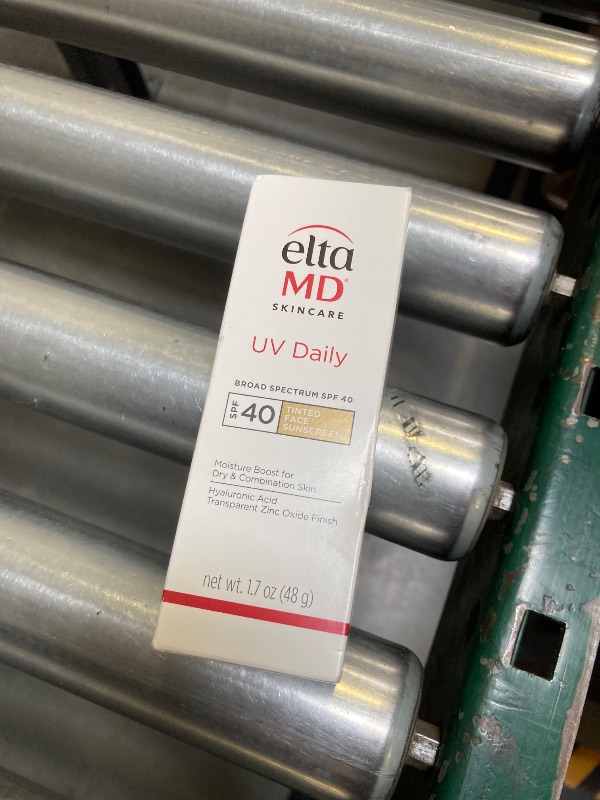 elta
MD®
SKINCARE
UV Daily
BROAD SPECTRUM SPF 40
SPF 40 TINTED
FACE
SUNSCREEN
Moisture Boost for
Dry & Combination Skin
Hyaluronic Acid
Transparent Zinc Oxide Finish
net wt. 1.7 oz (48 g)